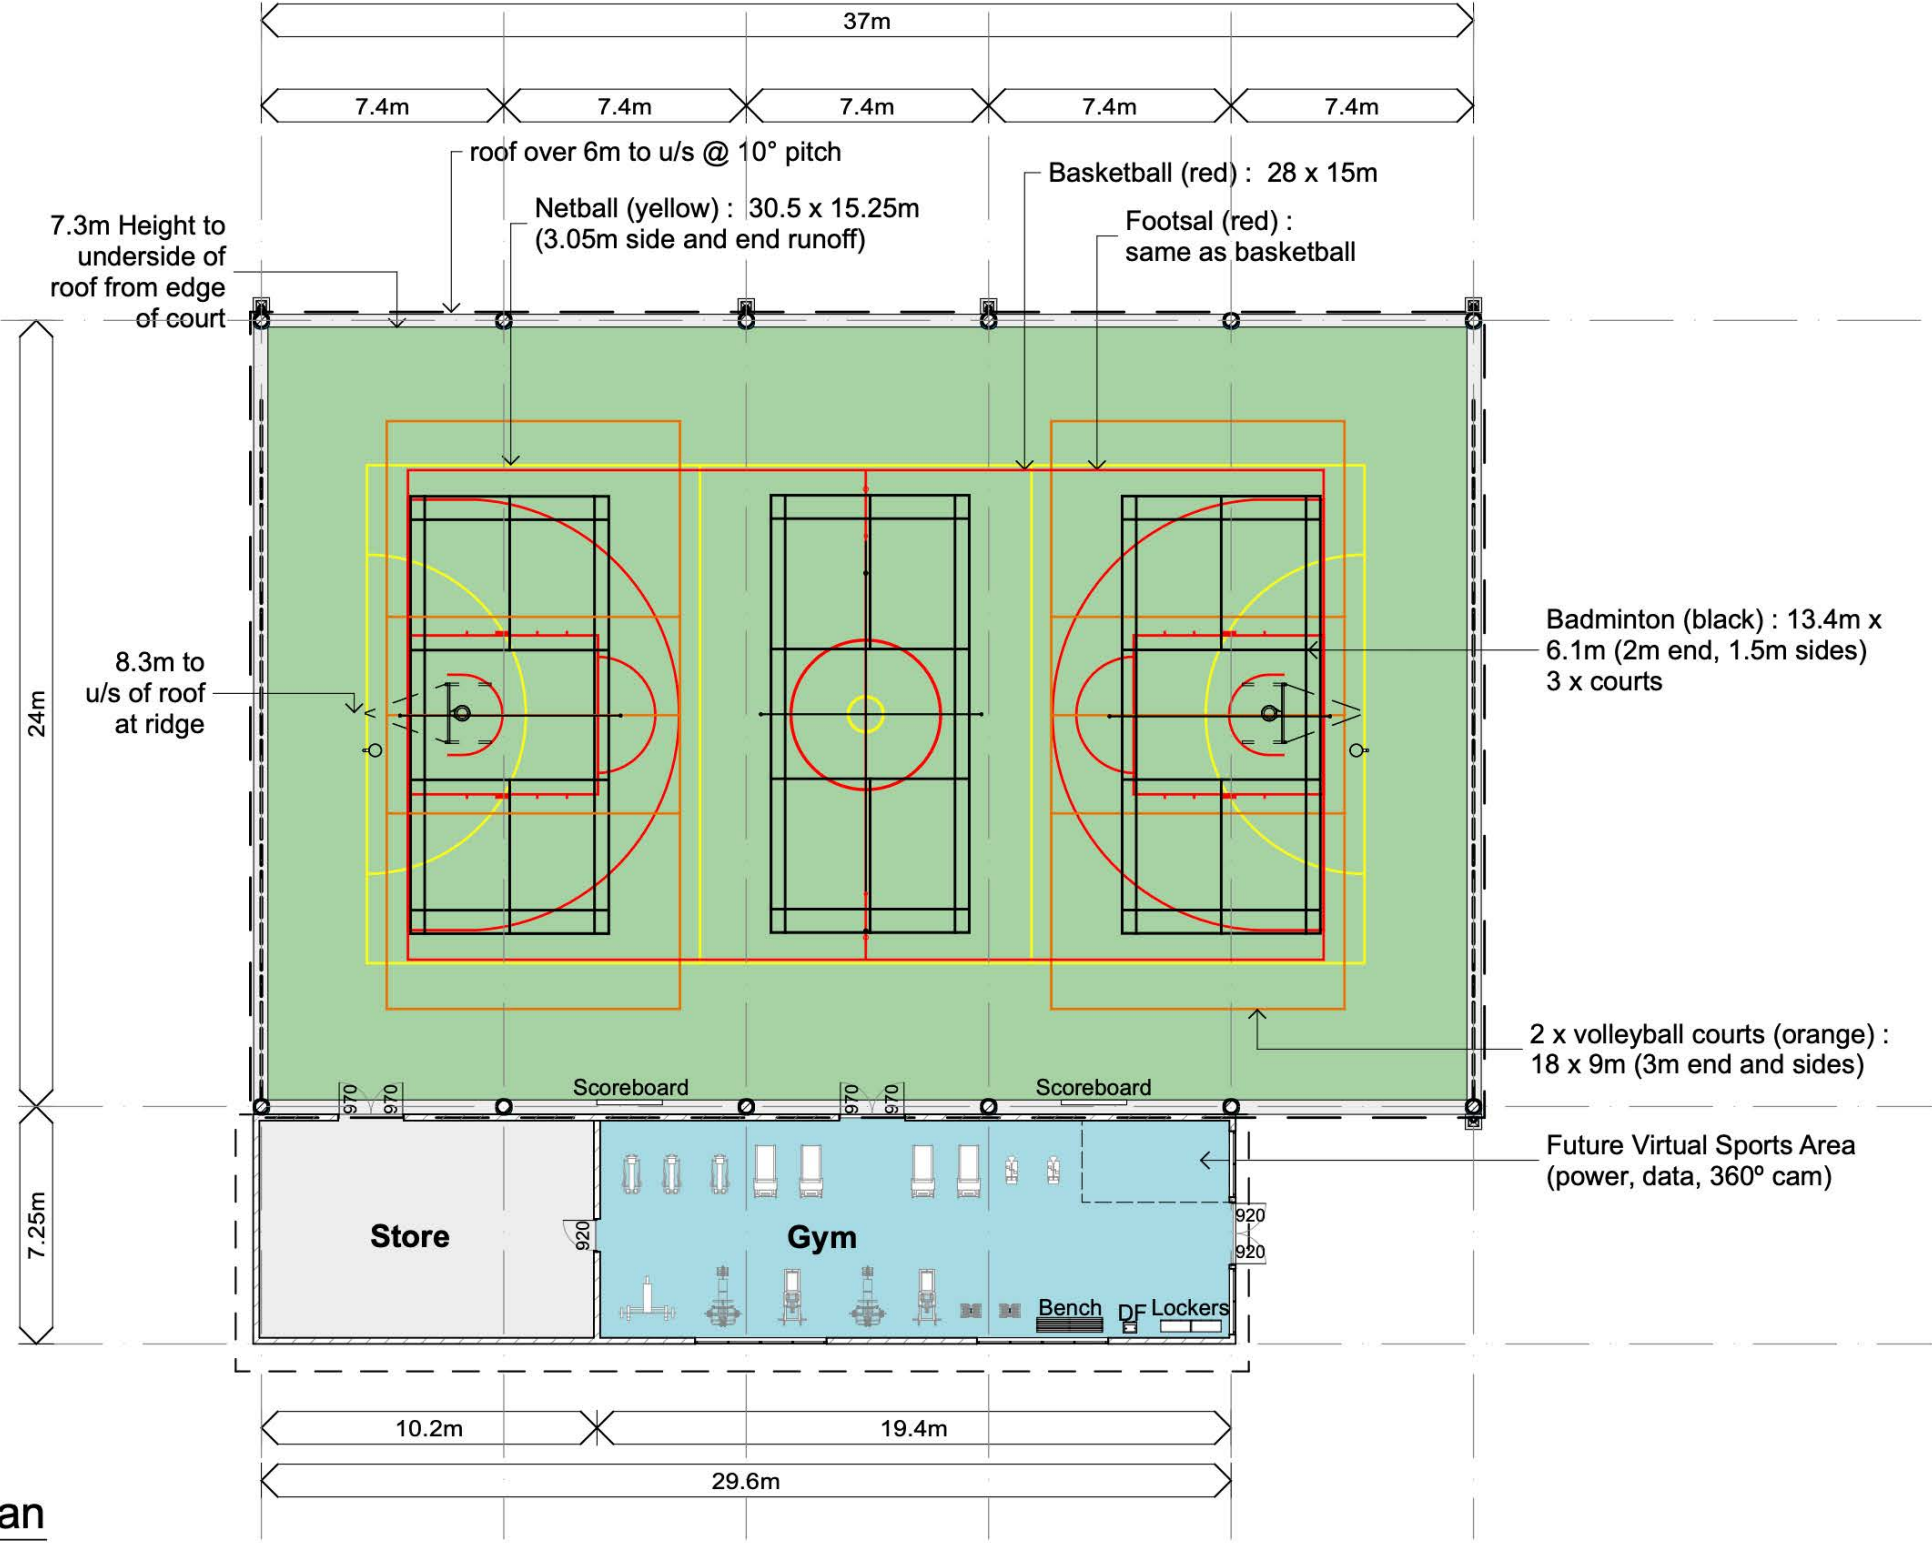 37m
7.4m
7.4m
7.4m
7.4m
7.4m
roof over 6m to u/s @ 10° pitch
Basketball (red) : 28 x 15m
Netball (yellow) : 30.5 x 15.25m
(3.05m side and end runoff)
Footsal (red) :
same as basketball
7.3m Height to
underside of
roof from edge
of court
24m
8.3m to
u/s of roof
at ridge
Badminton (black) : 13.4m x
6.1m (2m end, 1.5m sides)
3 x courts
2 x volleyball courts (orange) :
18 x 9m (3m end and sides)
970
970
Scoreboard
970
970
Scoreboard
Future Virtual Sports Area
(power, data, 360º cam)
7.25m
Store
920
Gym
920
920
Bench
DF
Lockers
10.2m
19.4m
29.6m
an